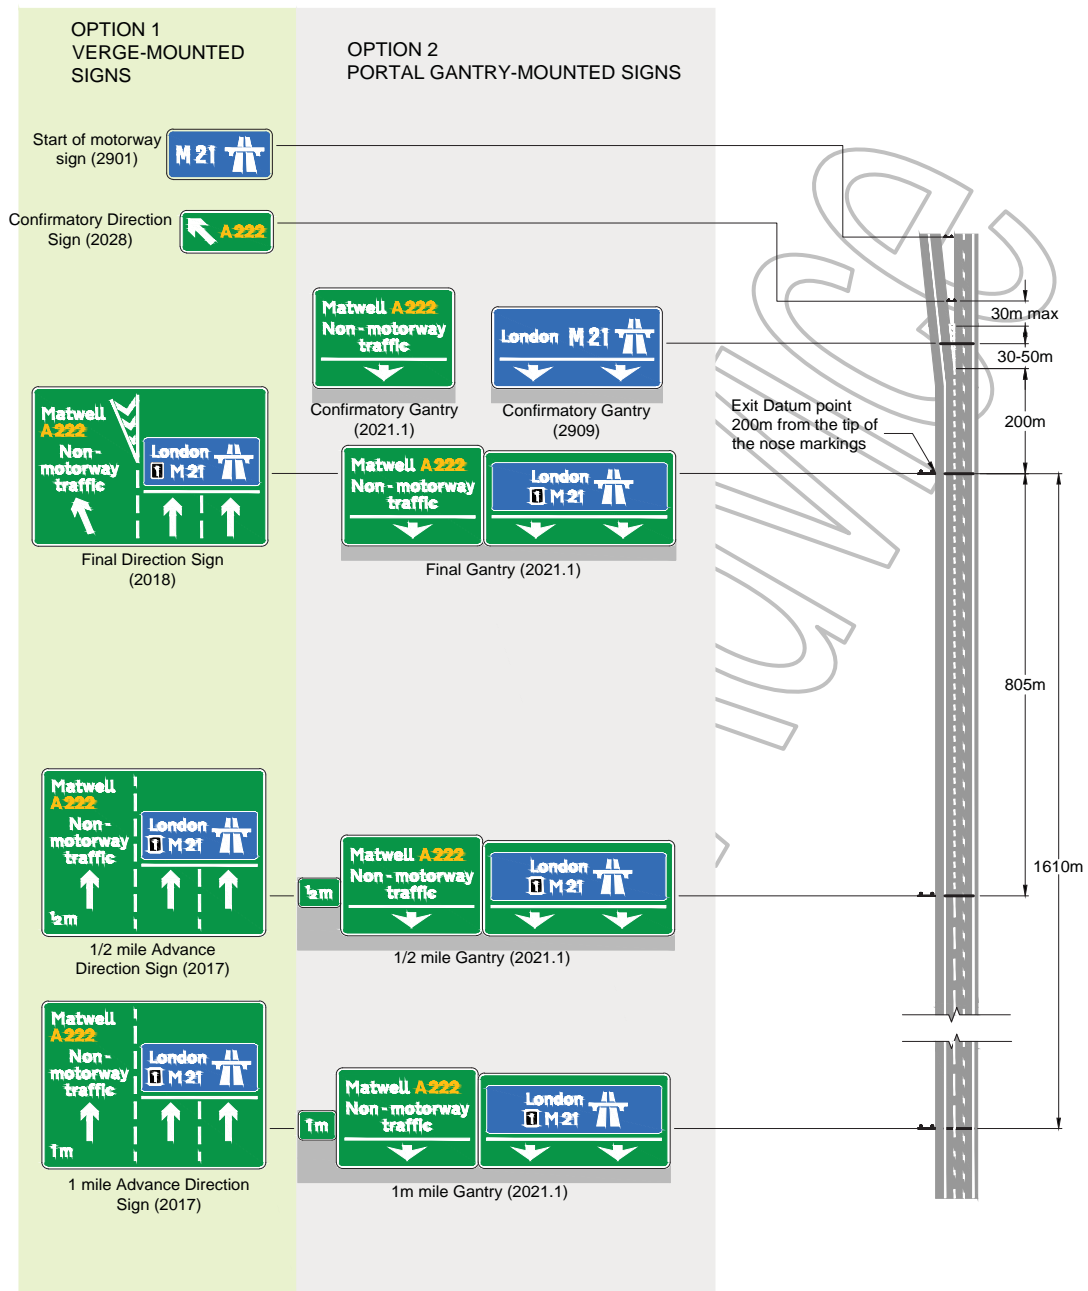 OPTION 1
VERGE-MOUNTED
SIGNS
OPTION 2
PORTAL GANTRY-MOUNTED SIGNS
Start of motorway
sign (2901)
M 21
Confirmatory Direction
Sign (2028)
A222
30m max
30-50m
200m
Matwell A222
Non - motorway
traffic
London M 21
Confirmatory Gantry
(2021.1)
Confirmatory Gantry
(2909)
Exit Datum point
200m from the tip of
the nose markings
Matwell
A222
Non -
motorway
traffic
London
1 M 21
Final Direction Sign
(2018)
Matwell A222
Non - motorway
traffic
London
1 M 21
Final Gantry (2021.1)
805m
1610m
Matwell
A222
Non -
motorway
traffic
½m
London
1 M 21
1/2 mile Advance
Direction Sign (2017)
½m
Matwell A222
Non - motorway
traffic
London
1 M 21
1/2 mile Gantry (2021.1)
Matwell
A222
Non -
motorway
traffic
1m
London
1 M 21
1 mile Advance Direction
Sign (2017)
1m
Matwell A222
Non - motorway
traffic
London
1 M 21
1m mile Gantry (2021.1)